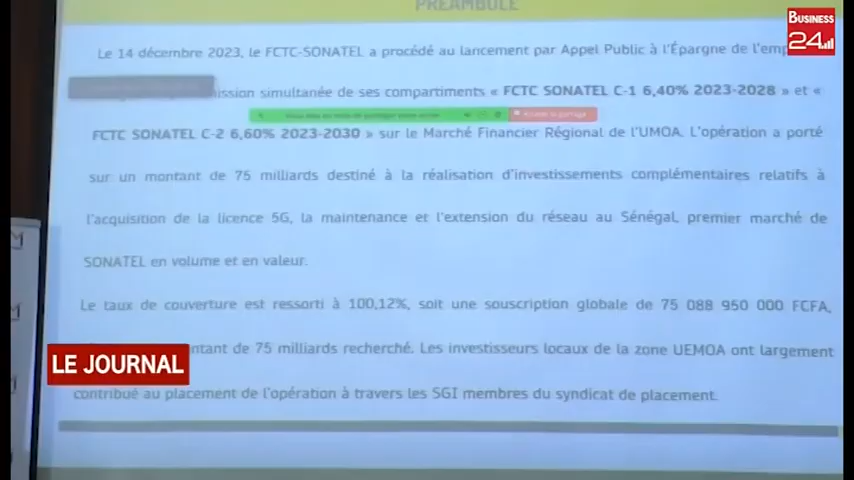 PRÉAMBULE
BUSINESS
24
Le 14 décembre 2023, le FCTC-SONATEL a procédé au lancement par Appel Public à l'Épargne de
ission simultanée de ses compartiments « FCTC SONATEL C-1 6,40% 2023-2028 » et «
FCTC SONATEL C-2 6,60% 2023-2030 » sur le Marché Financier Régional de l'UMOA. L'opération a porté
sur un montant de 75 milliards destiné à la réalisation d'investissements complémentaires relatifs à
l'acquisition de la licence 5G, la maintenance et l'extension du réseau au Sénégal, premier marché de
SONATEL en volume et en valeur.
Le taux de couverture est ressorti à 100,12%, soit une souscription globale de 75 088 950 000 FCFA,
ntant de 75 milliards recherché. Les investisseurs locaux de la zone UEMOA ont largement
LE JOURNAL
contribué au placement de l'opération à travers les SGI membres du syndicat de placement.